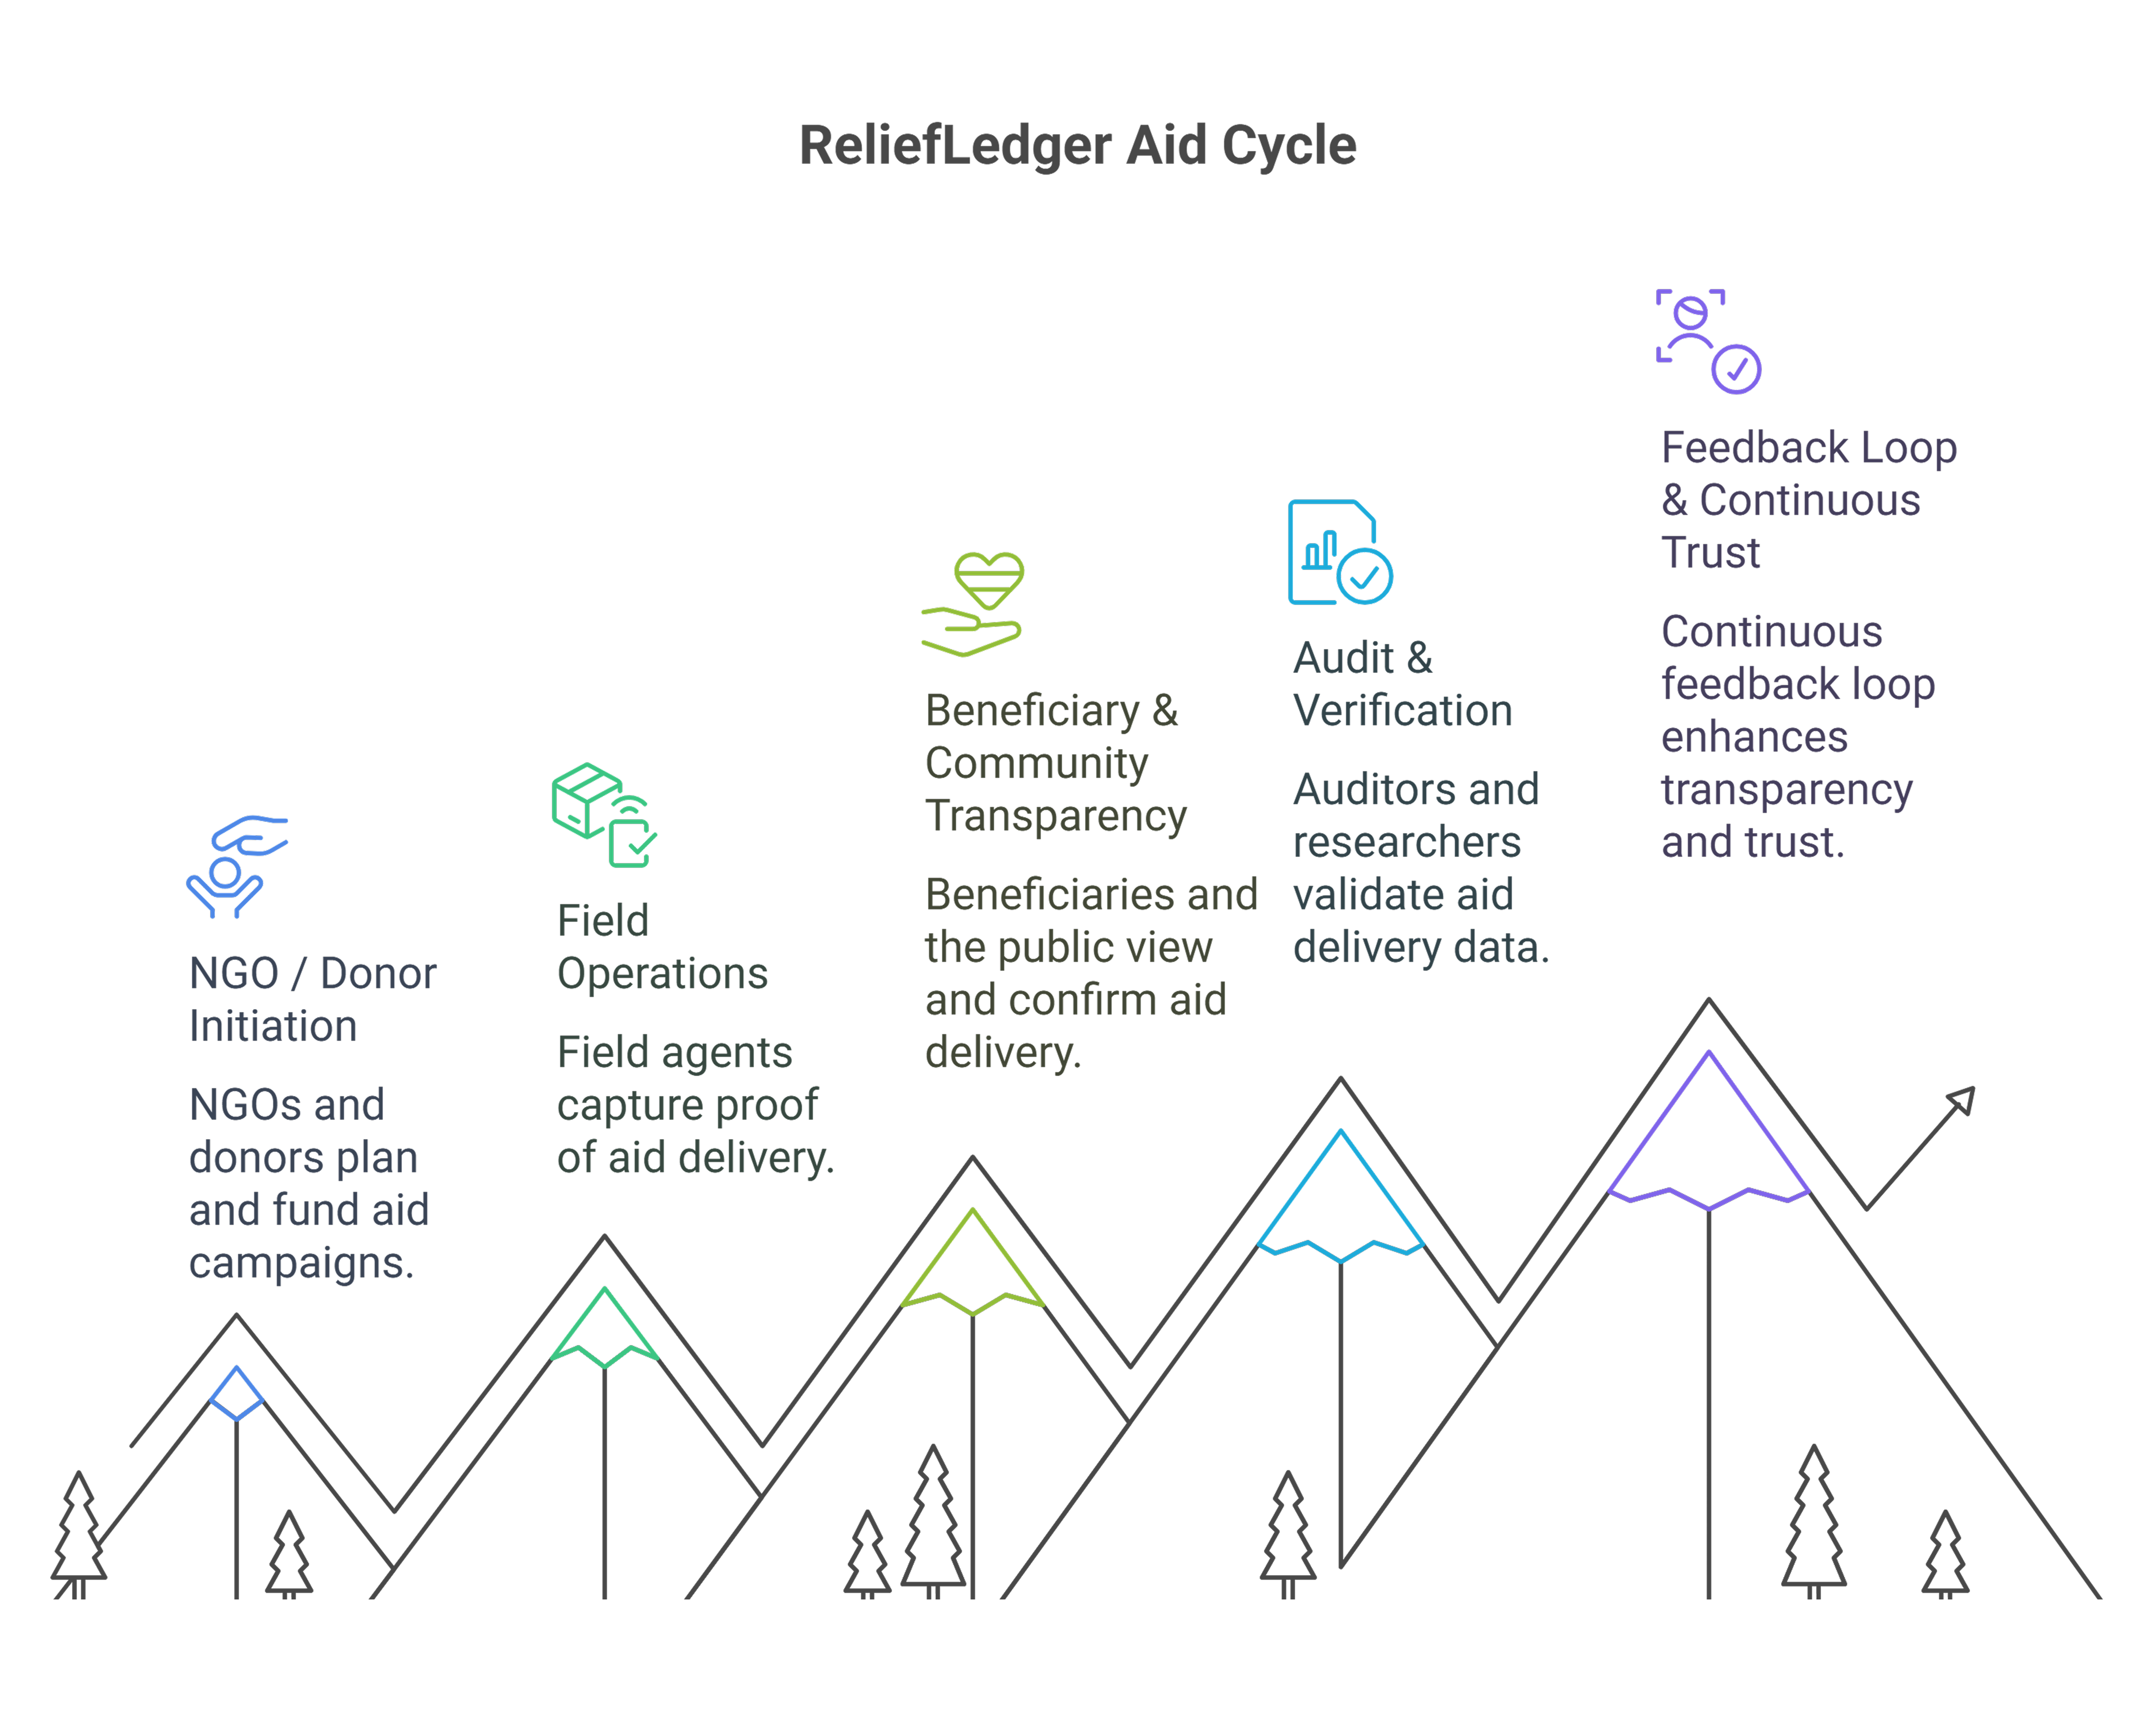 ReliefLedger Aid Cycle
NGO / Donor
Initiation
NGOs and
donors plan
and fund aid
campaigns.
Field
Operations
Field agents
capture proof
of aid delivery.
Beneficiary &
Community
Transparency
Beneficiaries and
the public view
and confirm aid
delivery.
Audit &
Verification
Auditors and
researchers
validate aid
delivery data.
Feedback Loop
& Continuous
Trust
Continuous
feedback loop
enhances
transparency
and trust.